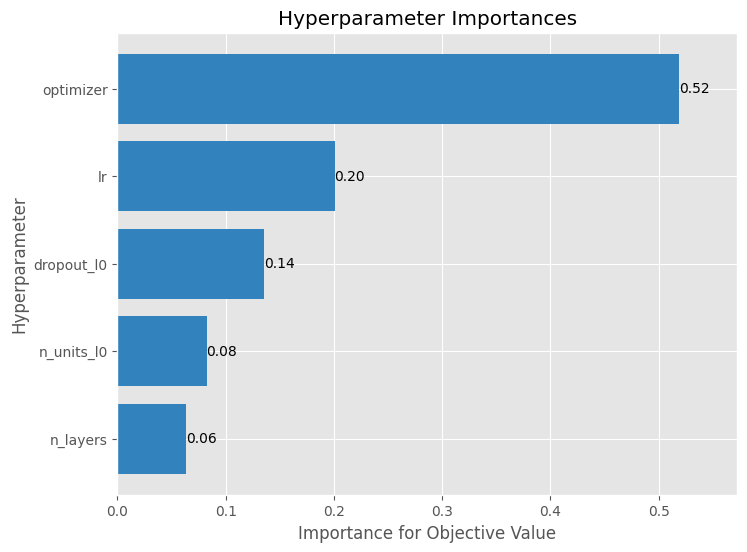 Hyperparameter Importances
optimizer
0.52
lr
0.20
dropout_l0
0.14
n_units_l0
0.08
n_layers
0.06
Hyperparameter
0.0 0.1 0.2 0.3 0.4 0.5
Importance for Objective Value